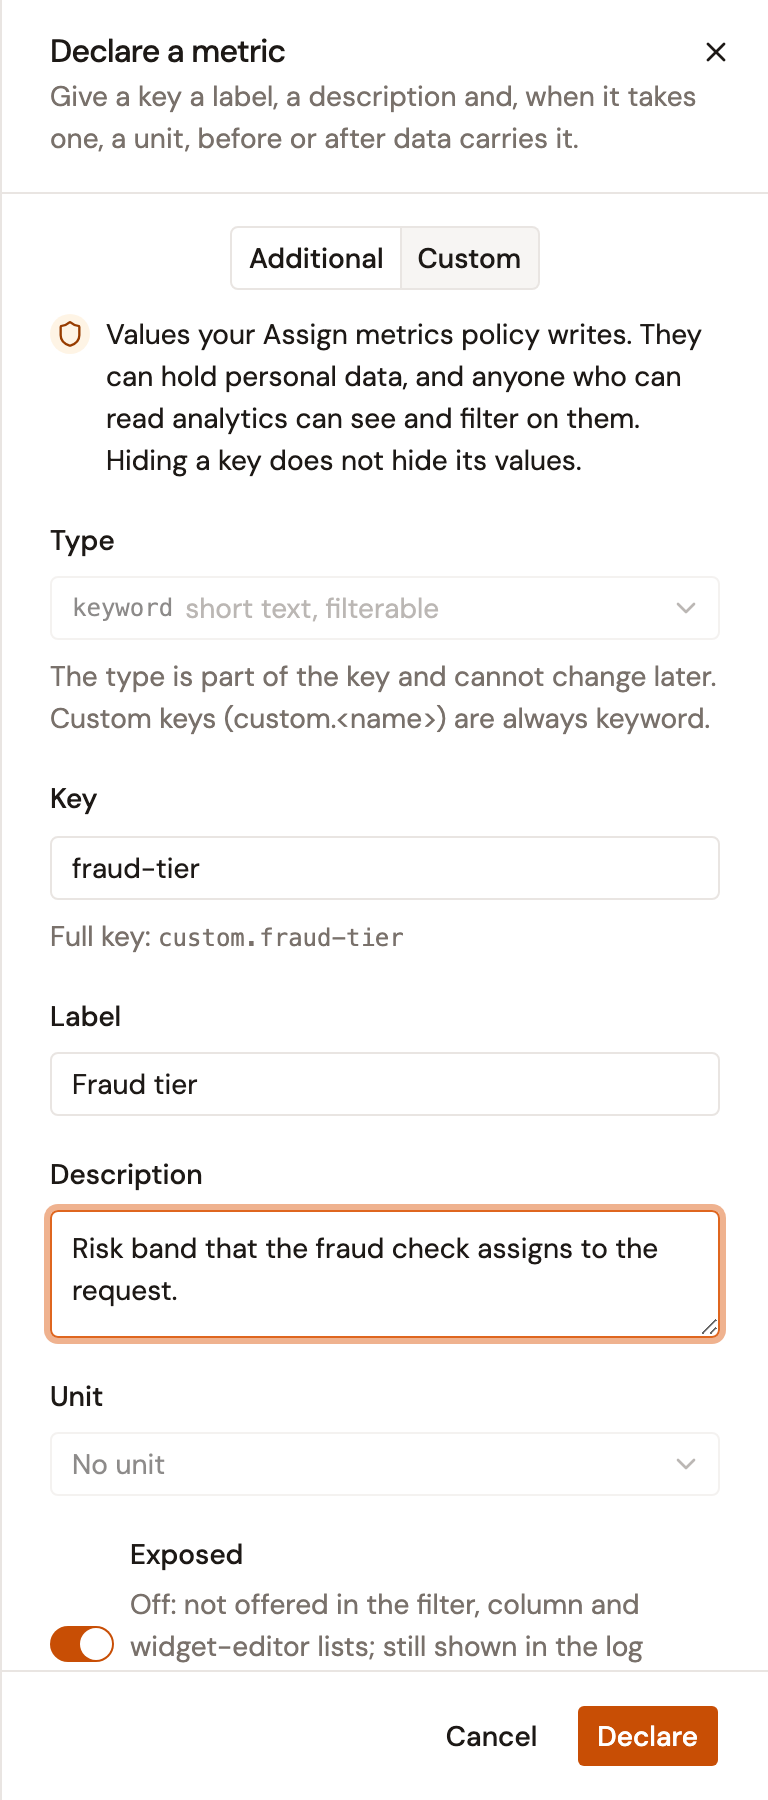 Declare a metric
Give a key a label, a description and, when it takes
one, a unit, before or after data carries it.
Additional
Custom
Values your Assign metrics policy writes. They
can hold personal data, and anyone who can
read analytics can see and filter on them.
Hiding a key does not hide its values.
Type
keyword short text, filterable
The type is part of the key and cannot change later.
Custom keys (custom.<name>) are always keyword.
Key
fraud-tier
Full key: custom.fraud-tier
Label
Fraud tier
Description
Risk band that the fraud check assigns to the
request.
Unit
No unit
Exposed
Off: not offered in the filter, column and
widget-editor lists; still shown in the log
Cancel
Declare